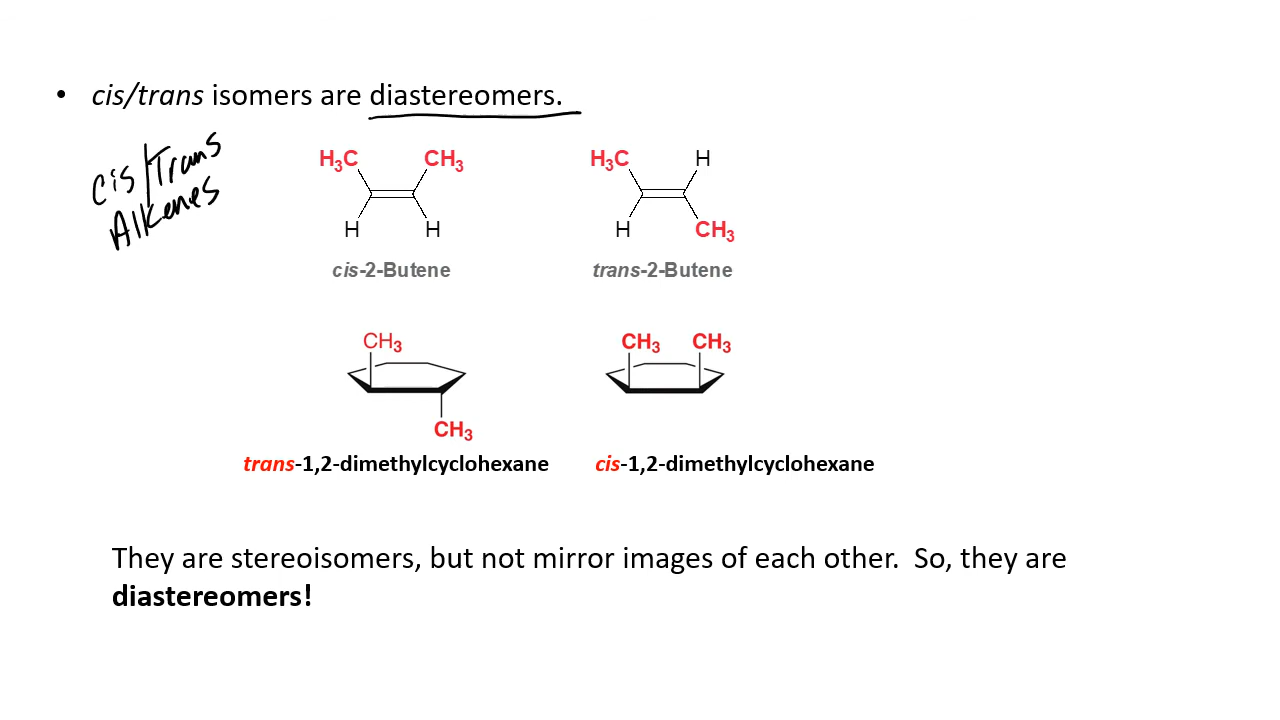 • cis/trans isomers are diastereomers.
cis/Trans
Alkenes
H₃C CH₃
H H
cis-2-Butene
H₃C H
H CH₃
trans-2-Butene
CH₃
CH₃
trans-1,2-dimethylcyclohexane
CH₃ CH₃
cis-1,2-dimethylcyclohexane
They are stereoisomers, but not mirror images of each other.  So, they are
diastereomers!